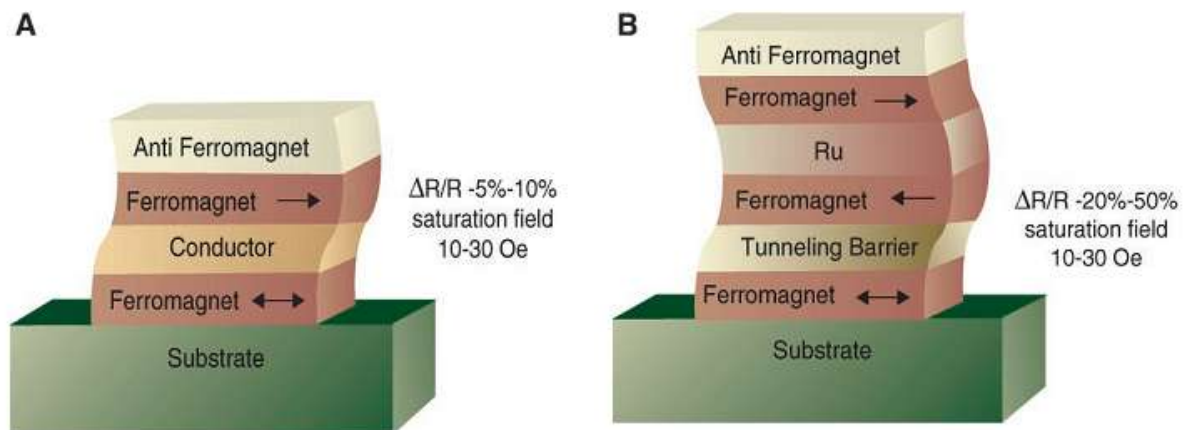 A
Anti Ferromagnet
Ferromagnet
Conductor
Ferromagnet
Substrate
ΔR/R -5%-10%
saturation field
10-30 Oe
B
Anti Ferromagnet
Ferromagnet
Ru
Ferromagnet
Tunneling Barrier
Ferromagnet
Substrate
ΔR/R -20%-50%
saturation field
10-30 Oe